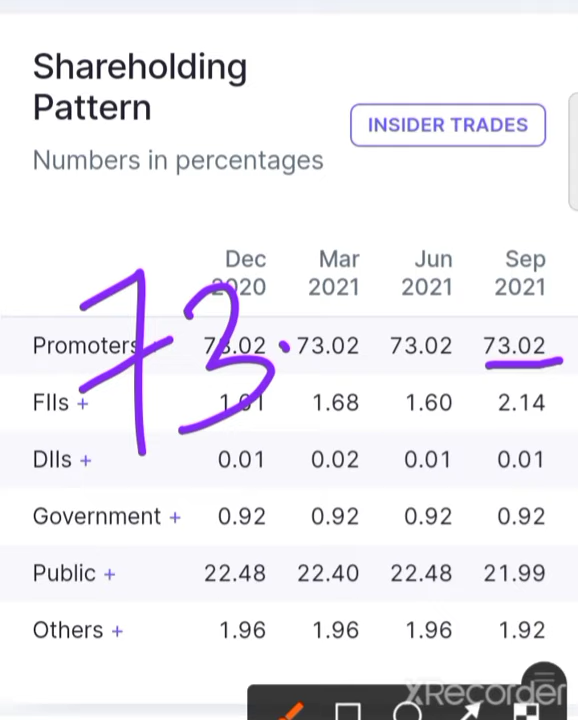 Shareholding
Pattern
INSIDER TRADES
Numbers in percentages
Dec 2020 Mar 2021 Jun 2021 Sep 2021
Promoters 73.02 73.02 73.02 73.02
73.
FIIs + 1.68 1.60 2.14
DIIs + 0.01 0.02 0.01 0.01
Government + 0.92 0.92 0.92 0.92
Public + 22.48 22.40 22.48 21.99
Others + 1.96 1.96 1.96 1.92
XRecorder